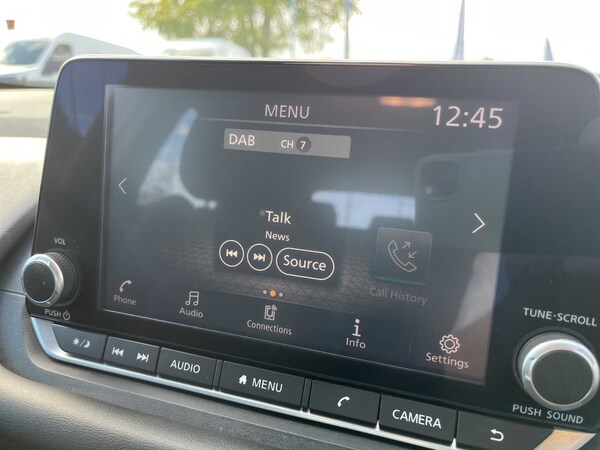 MENU
12:45
DAB CH 7
Talk
News
Source
Call History
Phone
Audio
Connections
Info
Settings
VOL
PUSH
TUNE·SCROLL
PUSH SOUND
AUDIO
MENU
CAMERA